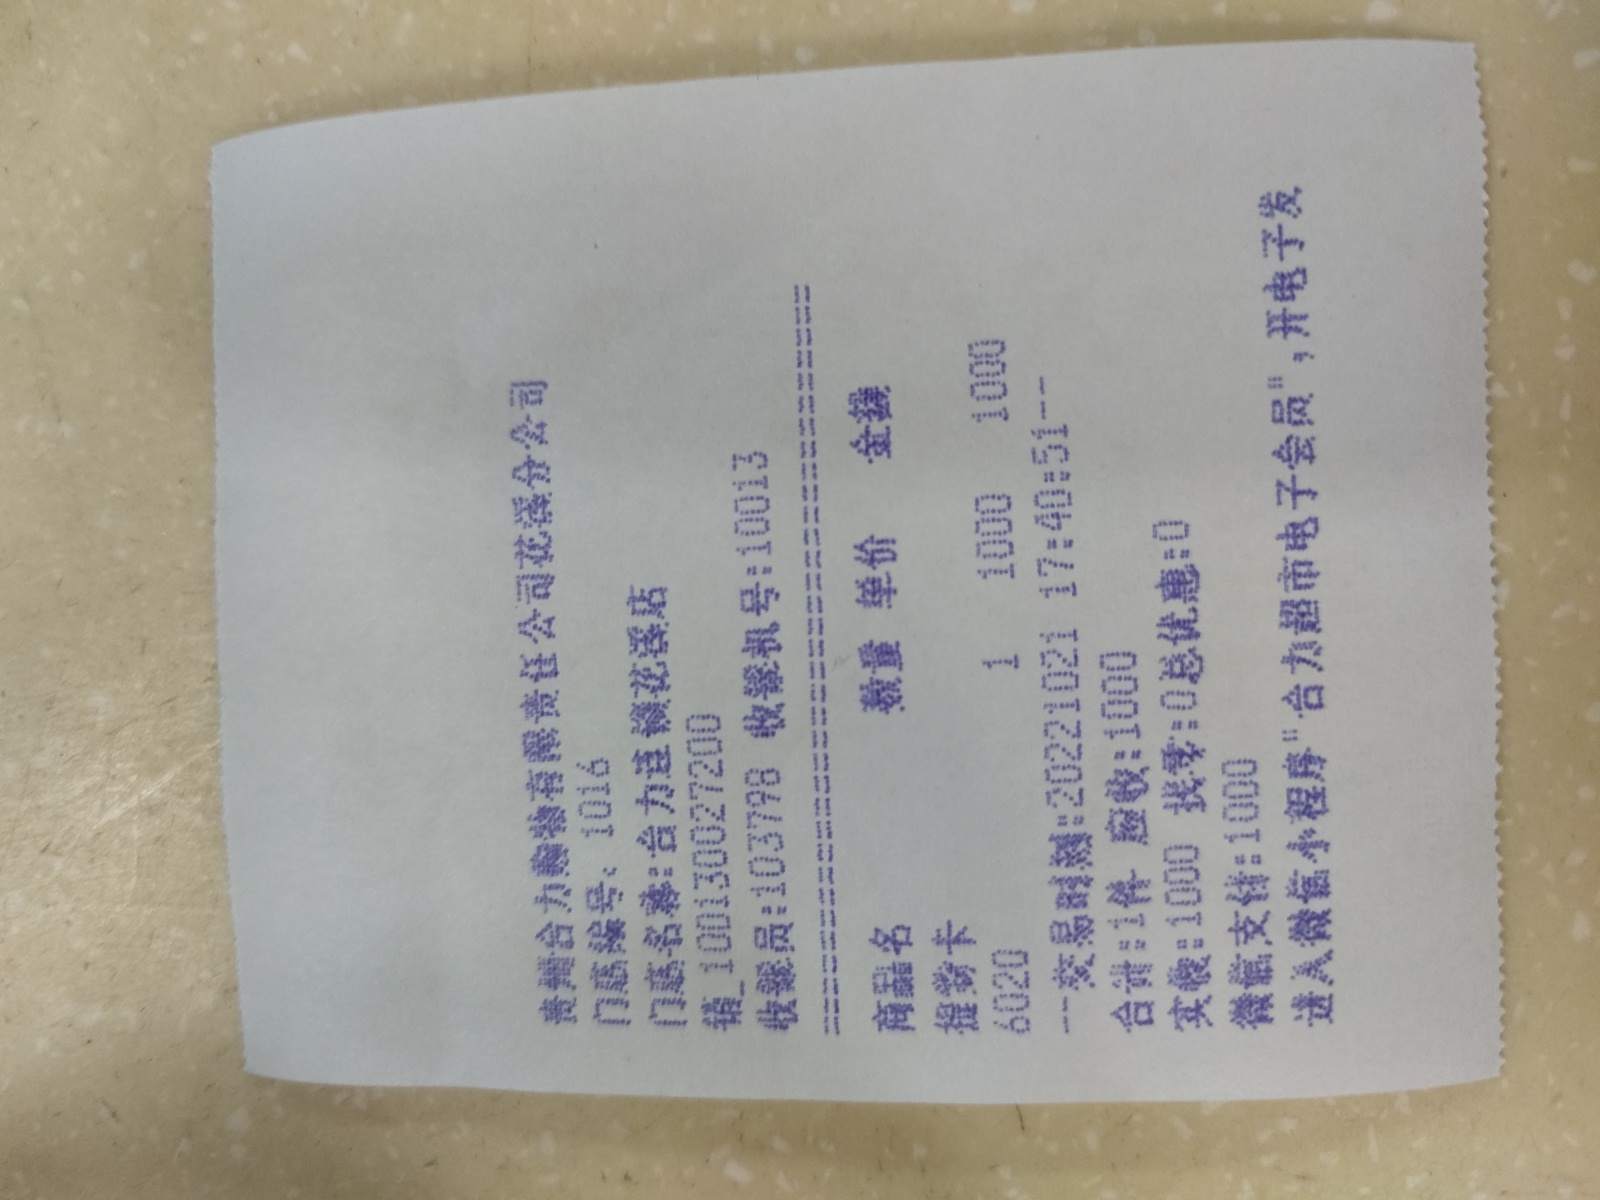 贵州合力购物有限责任公司花溪分公司
门店编号: 1016
门店名称:合力亘 花溪店
销_100130027200
收银员:103798 收银机号:10013
================================
商品名 数量 单价 金额
提货卡
6020 1 1000 1000
--交易时间:20221021 17:40:51--
合计:1件 应收:1000
实收:1000 找零:0总优惠:0
微信支付:1000
进入微信小程序"合力超市电子会员",开电子发